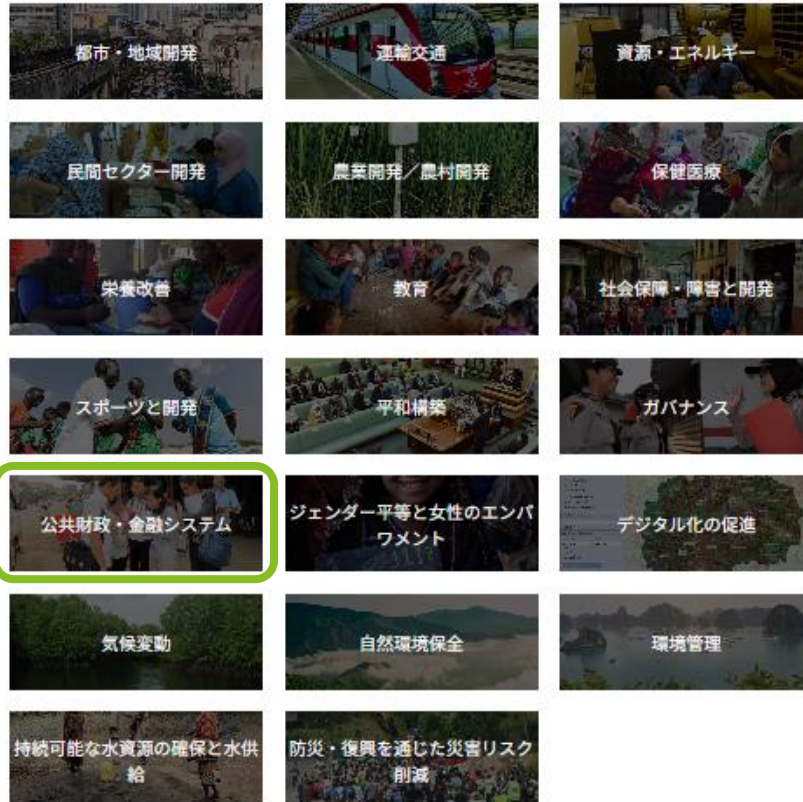 都市・地域開発
運輸交通
資源・エネルギー
民間セクター開発
農業開発／農村開発
保健医療
栄養改善
教育
社会保障・障害と開発
スポーツと開発
平和構築
ガバナンス
公共財政・金融システム
ジェンダー平等と女性のエンパ
ワメント
デジタル化の促進
気候変動
自然環境保全
環境管理
持続可能な水資源の確保と水供
給
防災・復興を通じた災害リスク
削減